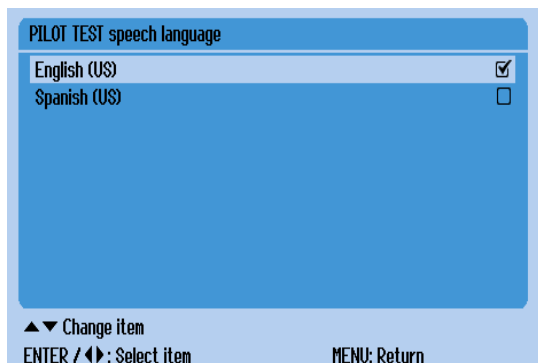 PILOT TEST speech language
English (US)
Spanish (US)
▲▼ Change item
ENTER / ◀▶ : Select item MENU: Return